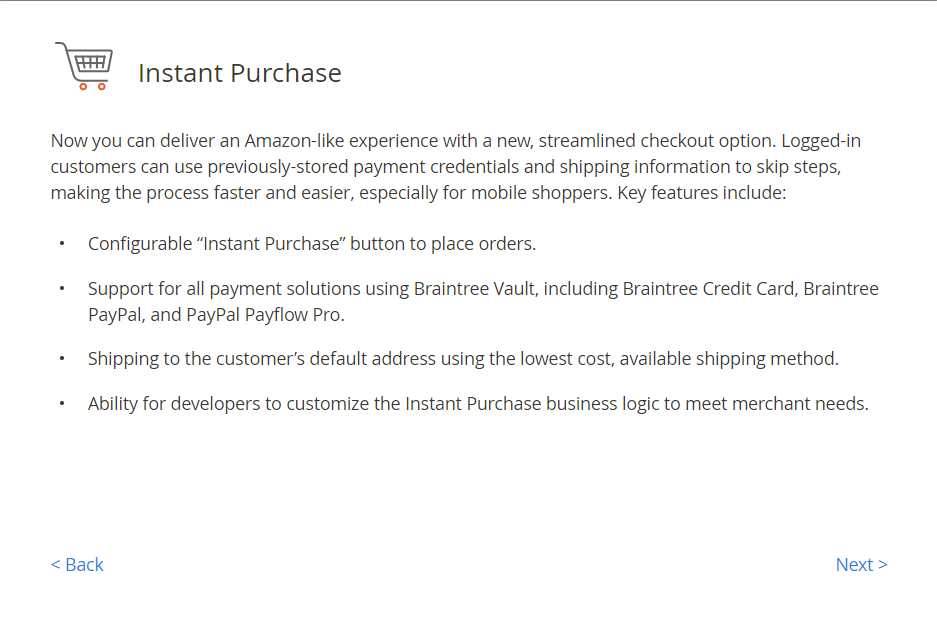 Instant Purchase
Now you can deliver an Amazon-like experience with a new, streamlined checkout option. Logged-in
customers can use previously-stored payment credentials and shipping information to skip steps,
making the process faster and easier, especially for mobile shoppers. Key features include:
• Configurable “Instant Purchase” button to place orders.
• Support for all payment solutions using Braintree Vault, including Braintree Credit Card, Braintree
PayPal, and PayPal Payflow Pro.
• Shipping to the customer’s default address using the lowest cost, available shipping method.
• Ability for developers to customize the Instant Purchase business logic to meet merchant needs.
< Back
Next >